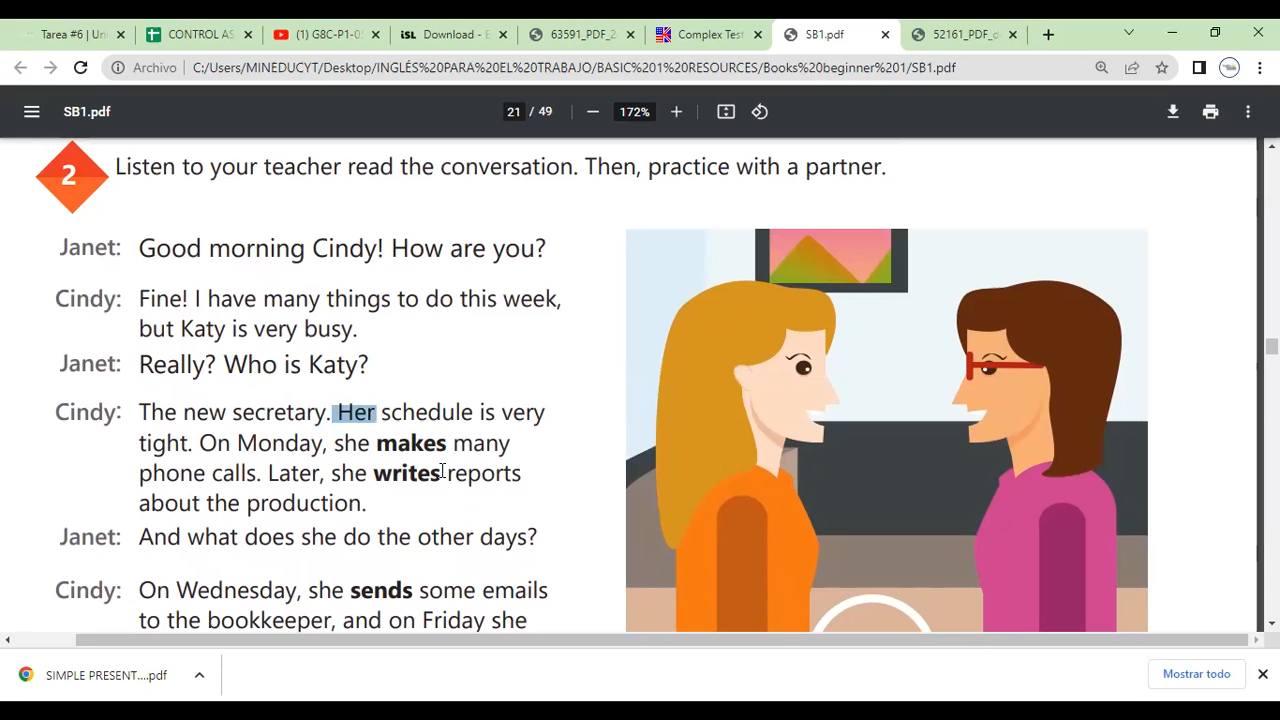 Tarea #6 | Uni
CONTROL AS
(1) G8C-P1-0
Download - E
63591_PDF_2
Complex Test
SB1.pdf
52161_PDF_d
Archivo
C:/Users/MINEDUCYT/Desktop/INGLÉS%20PARA%20EL%20TRABAJO/BASIC%201%20RESOURCES/Books%20beginner%201/SB1.pdf
SB1.pdf
21 / 49
172%
2
Listen to your teacher read the conversation. Then, practice with a partner.
Janet: Good morning Cindy! How are you?
Cindy: Fine! I have many things to do this week,
but Katy is very busy.
Janet: Really? Who is Katy?
Cindy: The new secretary. Her schedule is very
tight. On Monday, she makes many
phone calls. Later, she writes reports
about the production.
Janet: And what does she do the other days?
Cindy: On Wednesday, she sends some emails
to the bookkeeper, and on Friday she
SIMPLE PRESENT....pdf
Mostrar todo